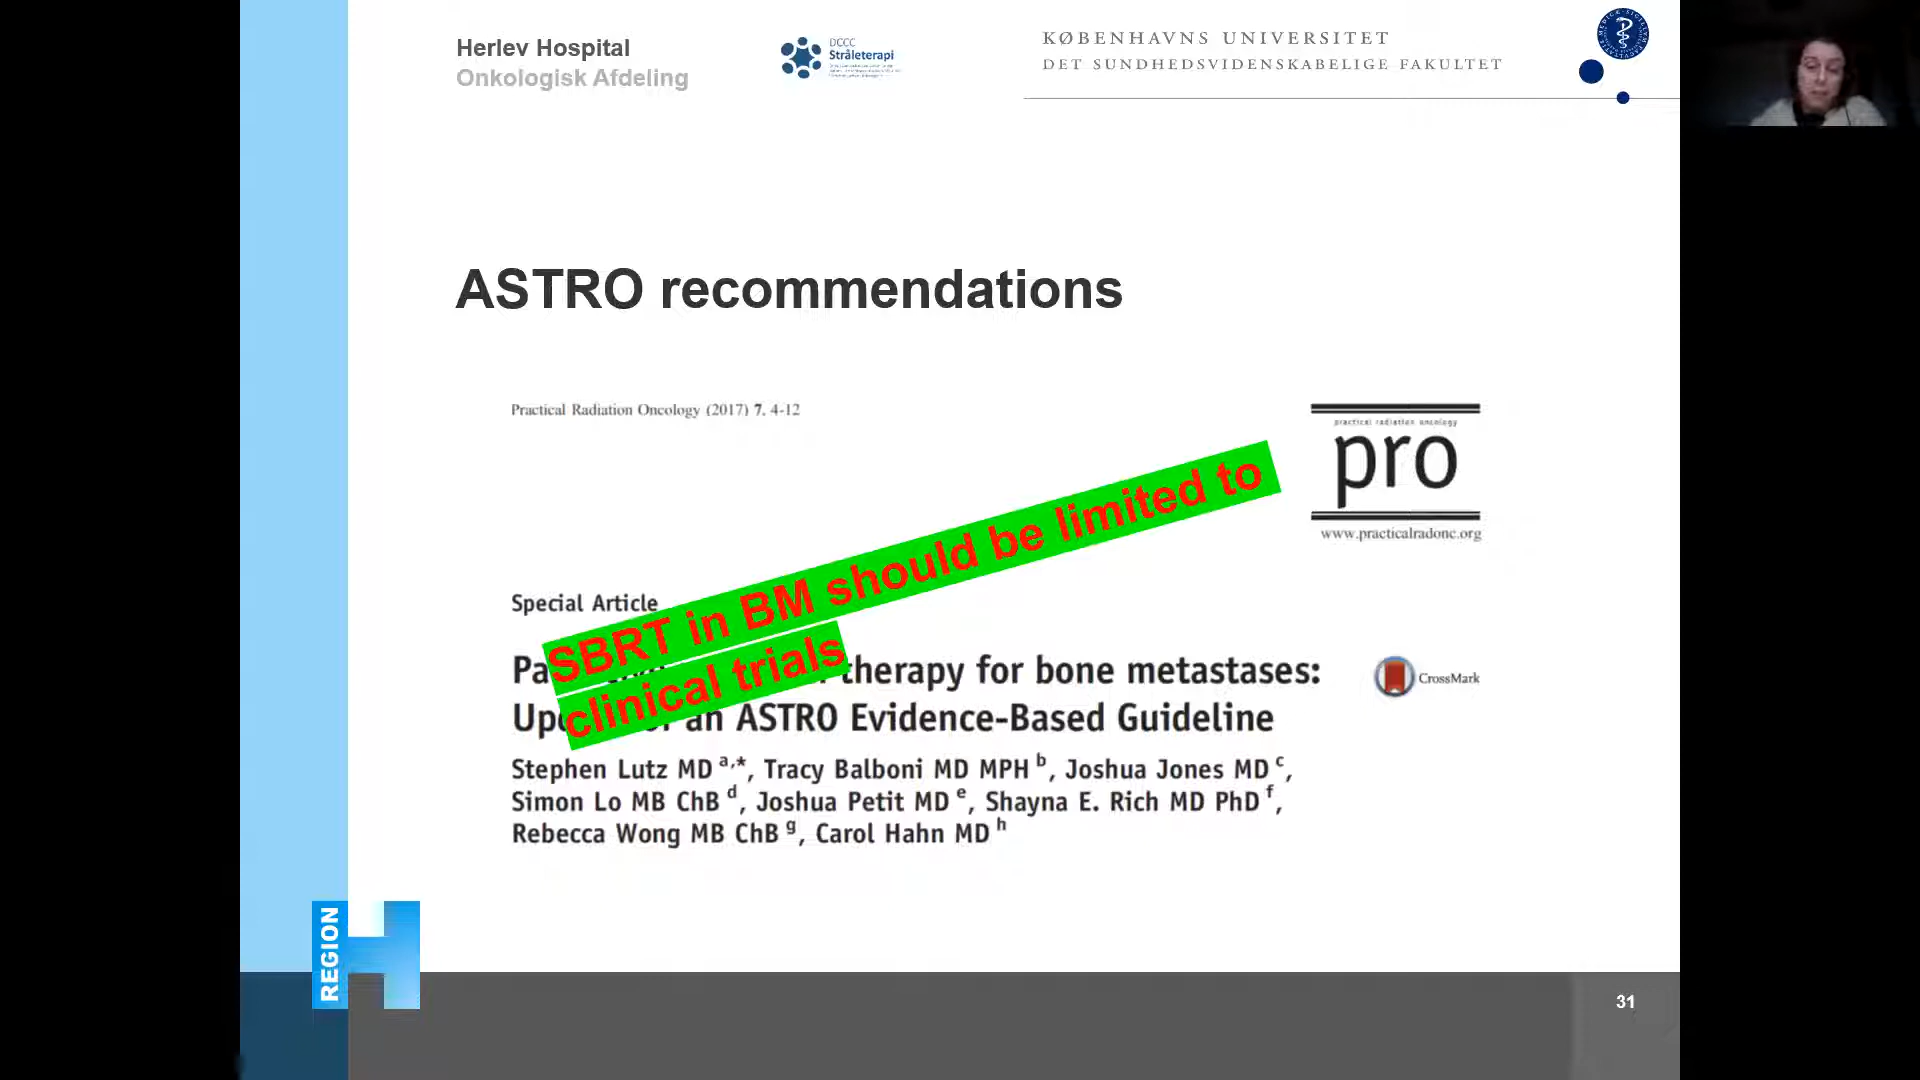 Herlev Hospital
Onkologisk Afdeling
DCCC
Stråleterapi
KØBENHAVNS UNIVERSITET
DET SUNDHEDSVIDENSKABELIGE FAKULTET
ASTRO recommendations
Practical Radiation Oncology (2017) 7, 4-12
practical radiation oncology
pro
www.practicalradonc.org
SBRT in BM should be limited to
clinical trials
Special Article
Pa therapy for bone metastases:
Up an ASTRO Evidence-Based Guideline
CrossMark
Stephen Lutz MD a,*, Tracy Balboni MD MPH b, Joshua Jones MD c,
Simon Lo MB ChB d, Joshua Petit MD e, Shayna E. Rich MD PhD f,
Rebecca Wong MB ChB g, Carol Hahn MD h
REGION
31